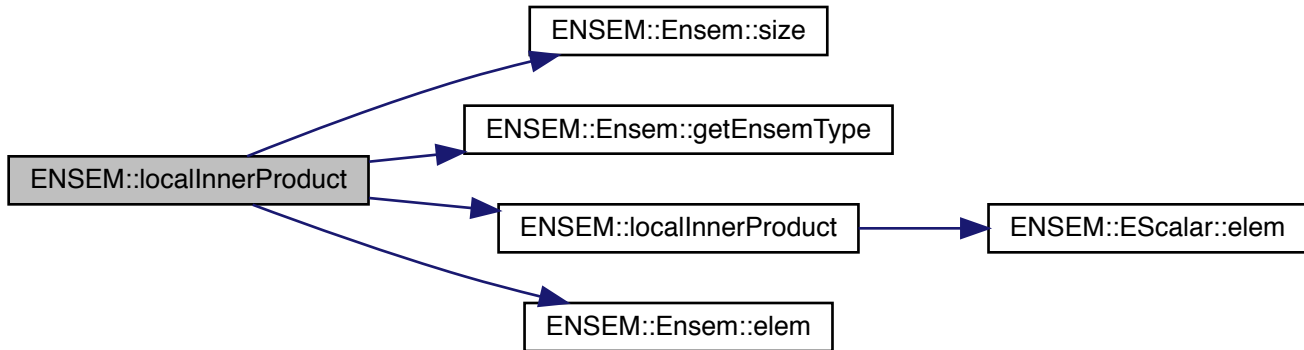 ENSEM::Ensem::size
ENSEM::Ensem::getEnsemType
ENSEM::localInnerProduct
ENSEM::localInnerProduct
ENSEM::EScalar::elem
ENSEM::Ensem::elem